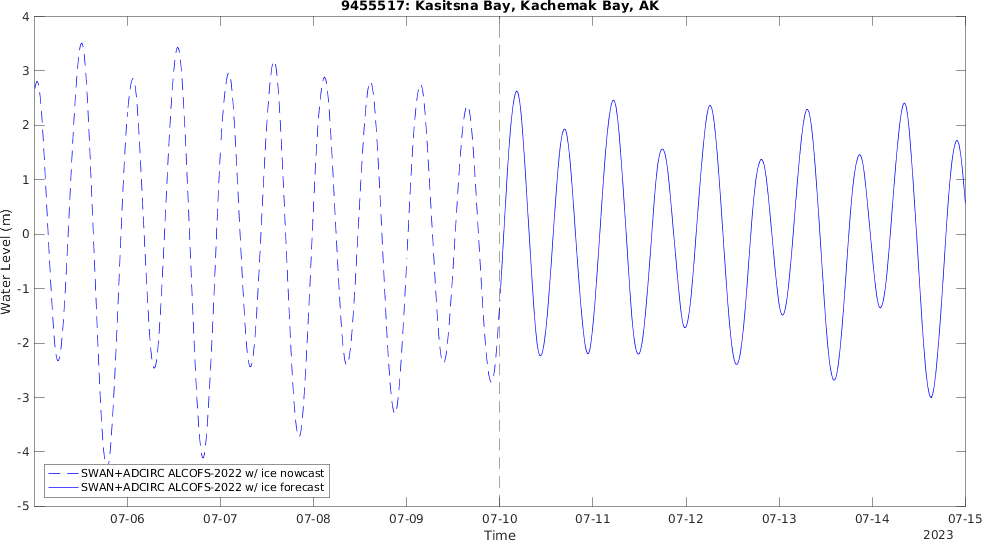 9455517: Kasitsna Bay, Kachemak Bay, AK
4
3
2
1
0
-1
-2
-3
-4
-5
Water Level (m)
SWAN+ADCIRC ALCOFS-2022 w/ ice nowcast
SWAN+ADCIRC ALCOFS-2022 w/ ice forecast
07-06 07-07 07-08 07-09 07-10 07-11 07-12 07-13 07-14 07-15
Time
2023